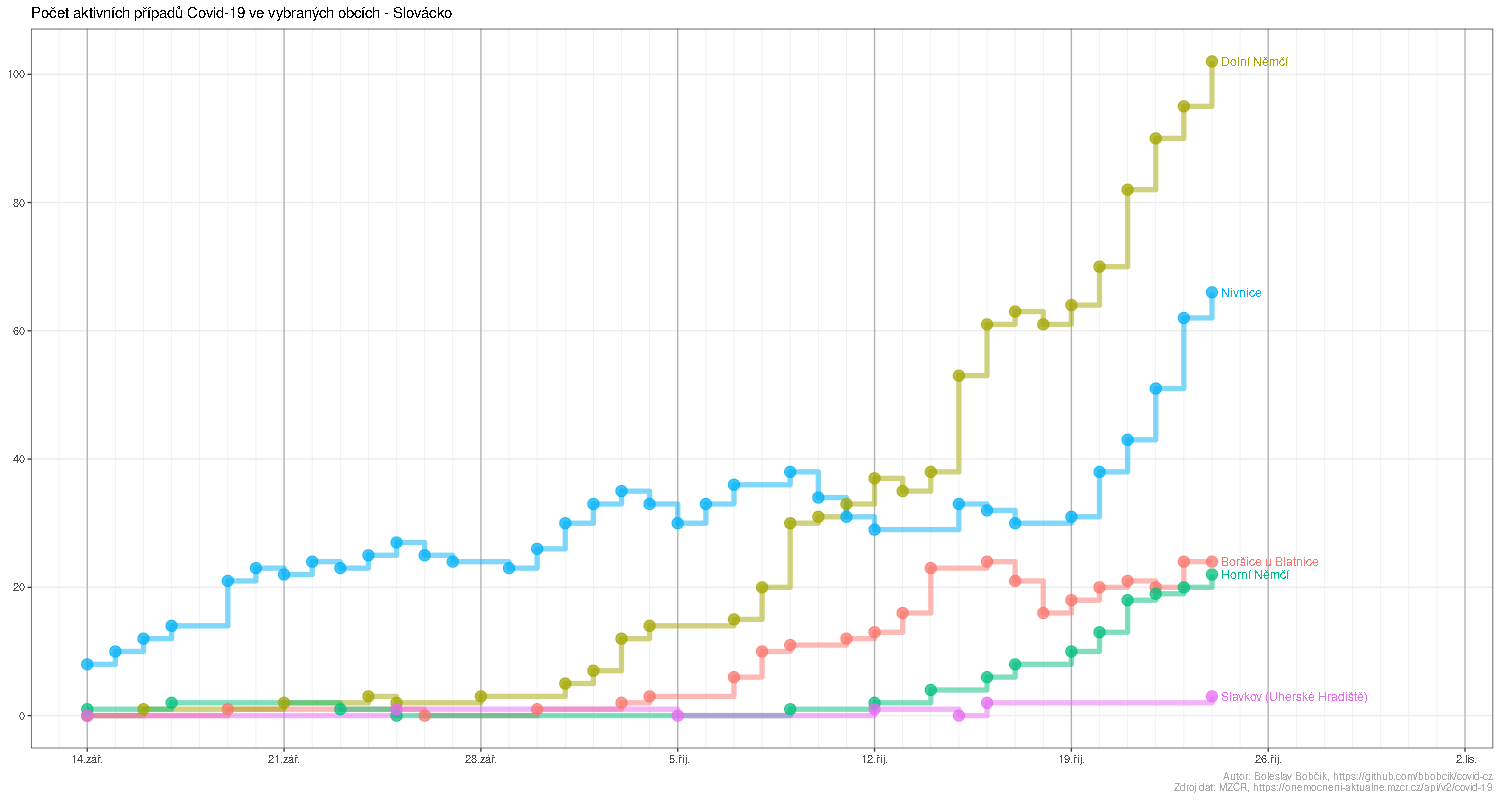 Počet aktivních případů Covid-19 ve vybraných obcích - Slovácko
100
80
60
40
20
0
Dolní Němčí
Nivnice
Boršice u Blatnice
Horní Němčí
Slavkov (Uherské Hradiště)
14.zář. 21.zář. 28.zář. 5.říj. 12.říj. 19.říj. 26.říj. 2.lis.
Autor: Boleslav Bobčík, https://github.com/bbobcik/covid-cz
Zdroj dat: MZČR, https://onemocneni-aktualne.mzcr.cz/api/v2/covid-19